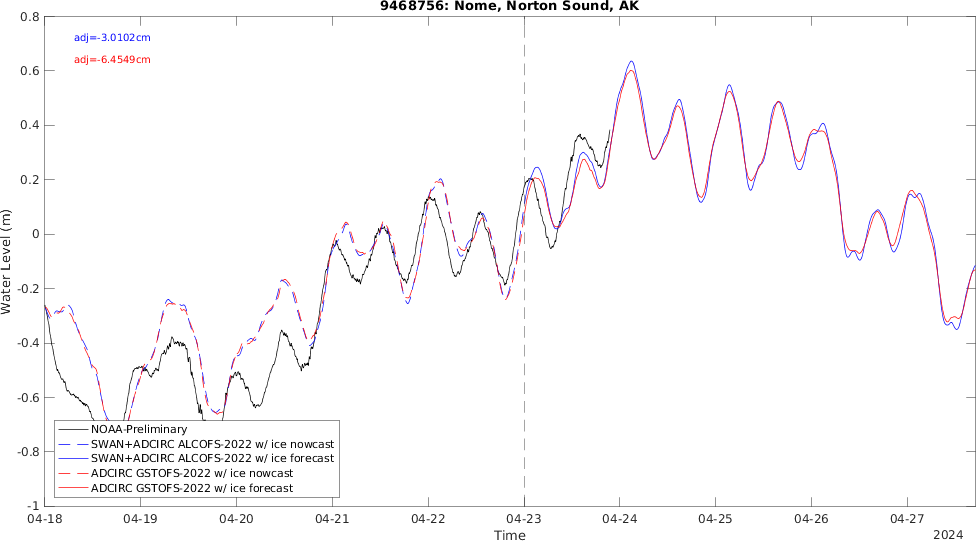 9468756: Nome, Norton Sound, AK
adj=-3.0102cm
adj=-6.4549cm
0.8
0.6
0.4
0.2
0
-0.2
-0.4
-0.6
-0.8
-1
Water Level (m)
NOAA-Preliminary
SWAN+ADCIRC ALCOFS-2022 w/ ice nowcast
SWAN+ADCIRC ALCOFS-2022 w/ ice forecast
ADCIRC GSTOFS-2022 w/ ice nowcast
ADCIRC GSTOFS-2022 w/ ice forecast
04-18 04-19 04-20 04-21 04-22 04-23 04-24 04-25 04-26 04-27
Time
2024